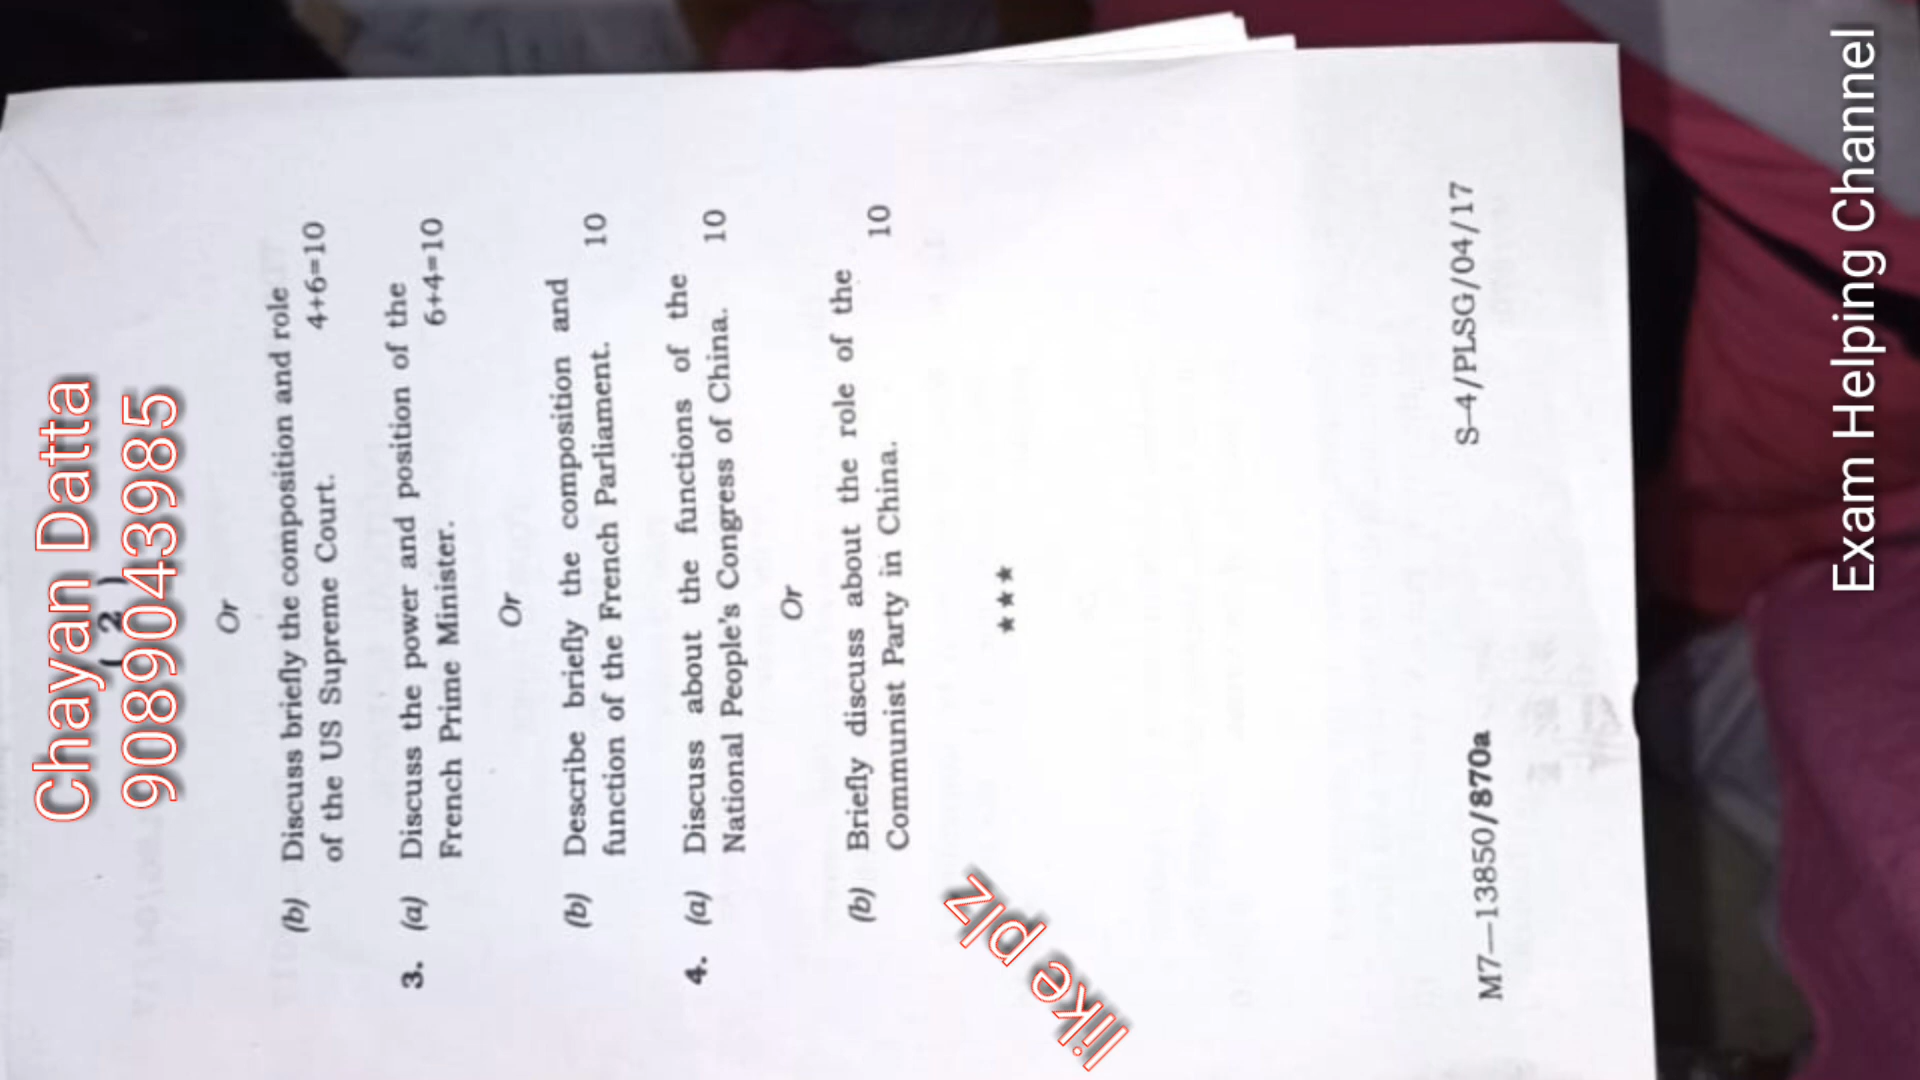 Chayan Datta
( 2 )
9089043985
Or
(b) Discuss briefly the composition and role
of the US Supreme Court. 4+6=10
3. (a) Discuss the power and position of the
French Prime Minister. 6+4=10
Or
(b) Describe briefly the composition and
function of the French Parliament. 10
4. (a) Discuss about the functions of the
National People's Congress of China. 10
Or
(b) Briefly discuss about the role of the
Communist Party in China. 10
★★★
like plz
M7—13850/870a S–4/PLSG/04/17
Exam Helping Channel